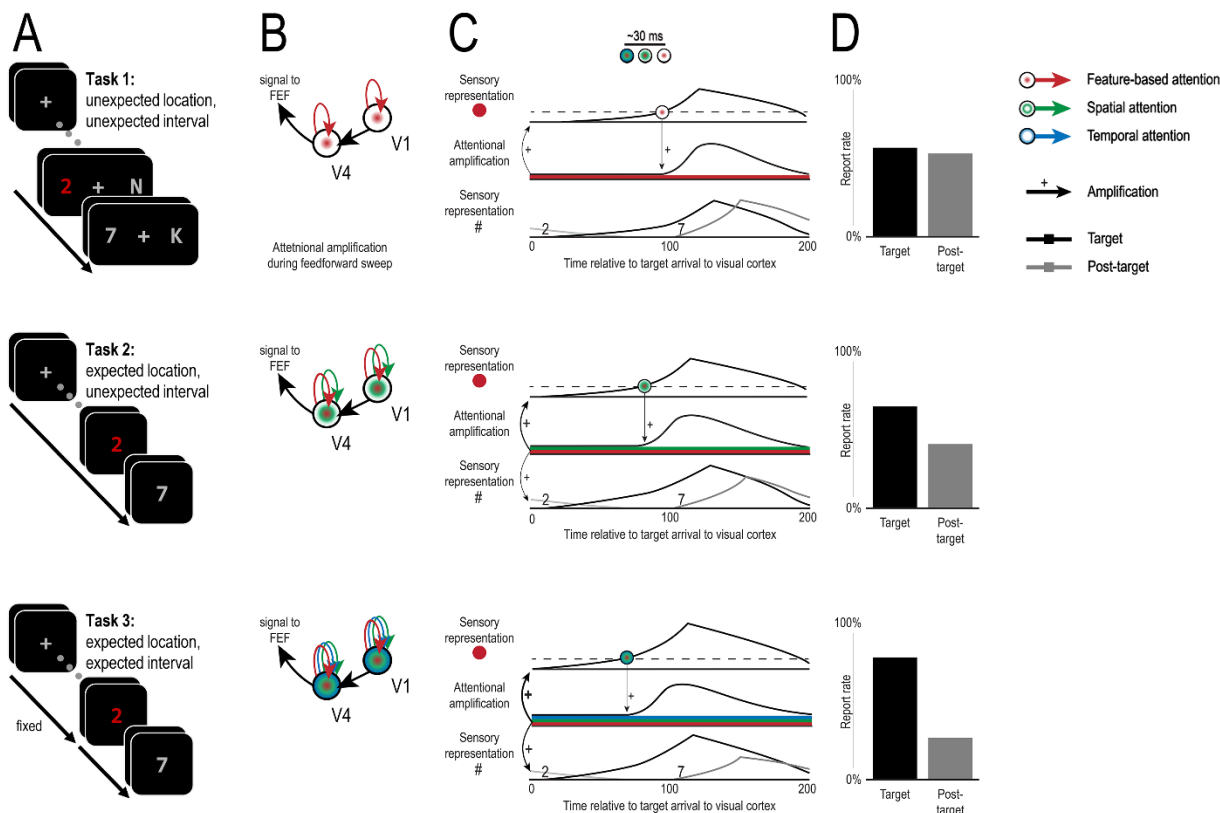 A
Task 1:
unexpected location,
unexpected interval
+
2 + N
7 + K
B
signal to
FEF
V1
V4
Attetnional amplification
during feedforward sweep
C
~30 ms
Sensory
representation
Attentional
amplification
+
+
Sensory
representation
#
2
7
0
100
200
Time relative to target arrival to visual cortex
D
100%
Report rate
0%
Target
Post-
target
Feature-based attention
Spatial attention
Temporal attention
+
Amplification
Target
Post-target
Task 2:
expected location,
unexpected interval
+
2
7
signal to
FEF
V1
V4
Sensory
representation
Attentional
amplification
+
+
+
Sensory
representation
#
2
7
0
100
200
Time relative to target arrival to visual cortex
100%
Report rate
0%
Target
Post-
target
Task 3:
expected location,
expected interval
+
2
7
fixed
signal to
FEF
V1
V4
Sensory
representation
Attentional
amplification
+
+
+
Sensory
representation
#
2
7
0
100
200
Time relative to target arrival to visual cortex
100%
Report rate
0%
Target
Post-
target